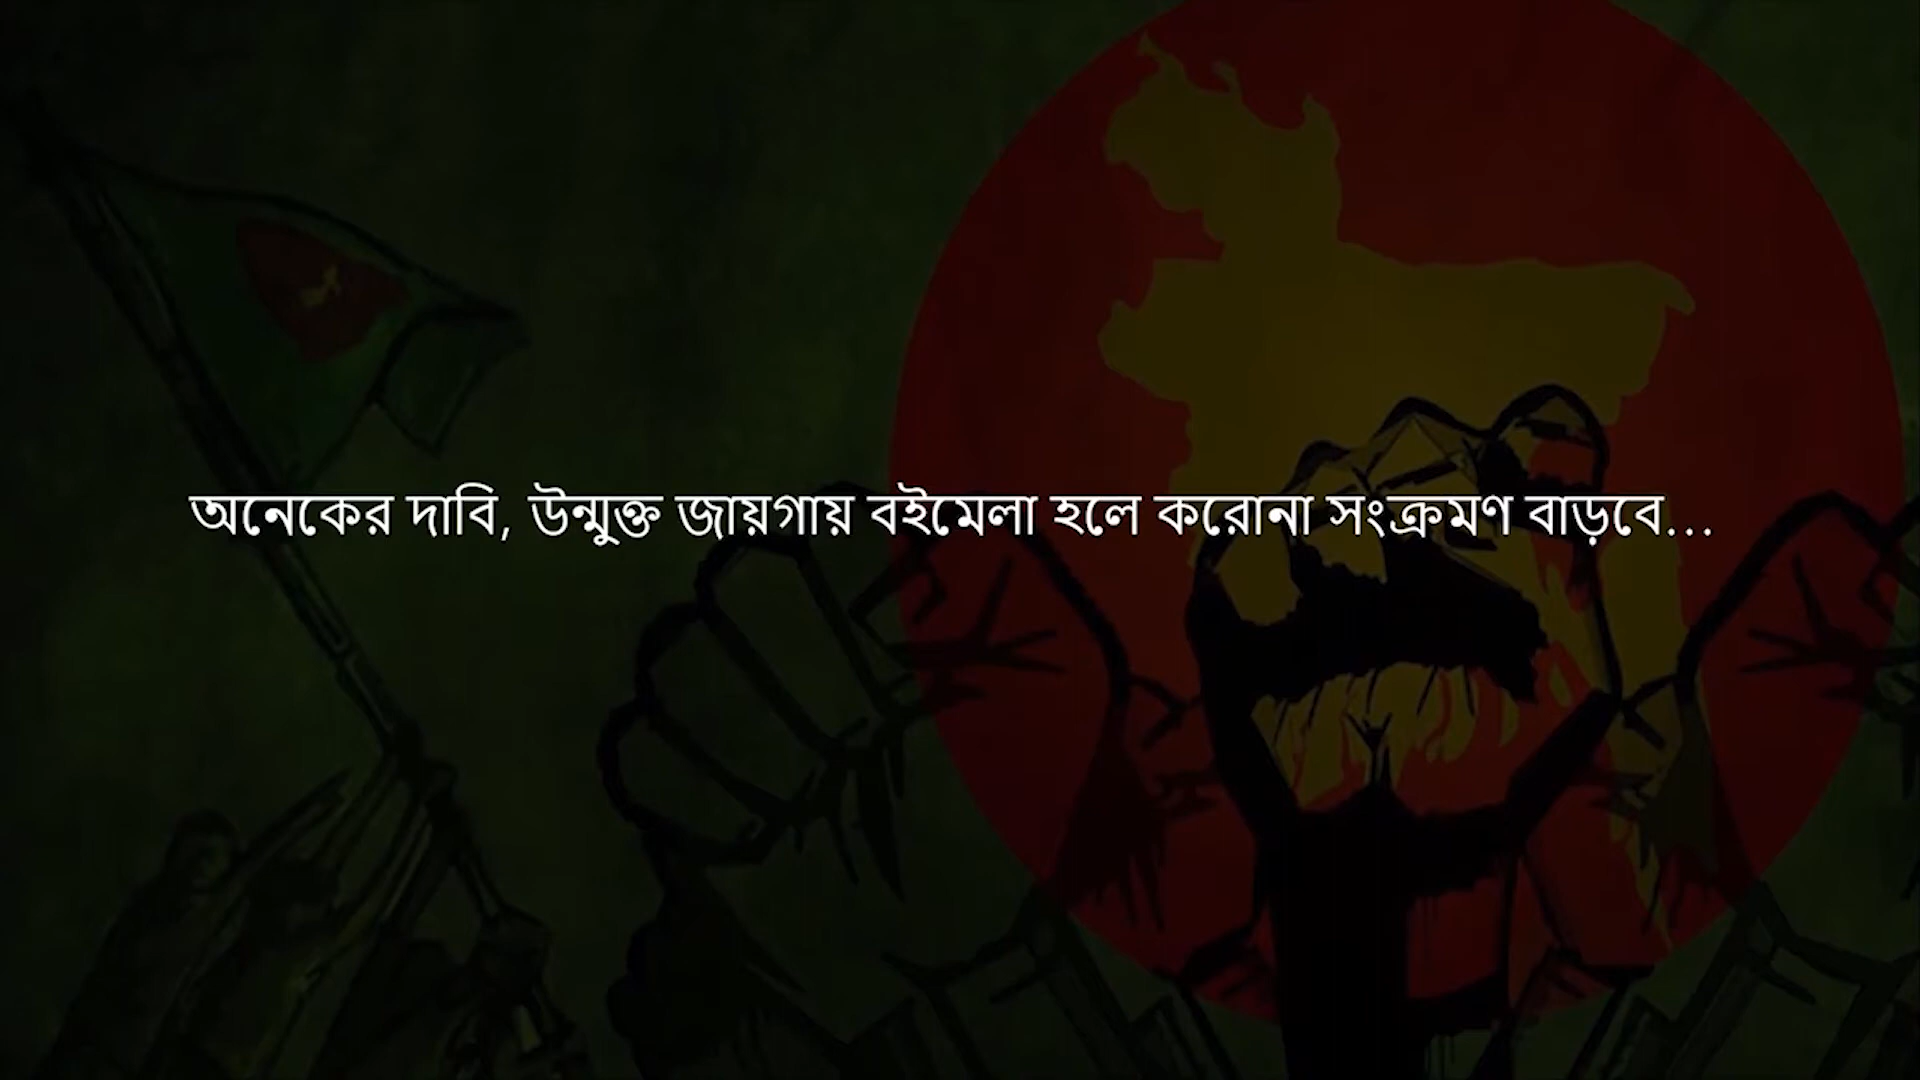 অনেকের দাবি, উন্মুক্ত জায়গায় বইমেলা হলে করোনা সংক্রমণ বাড়বে...